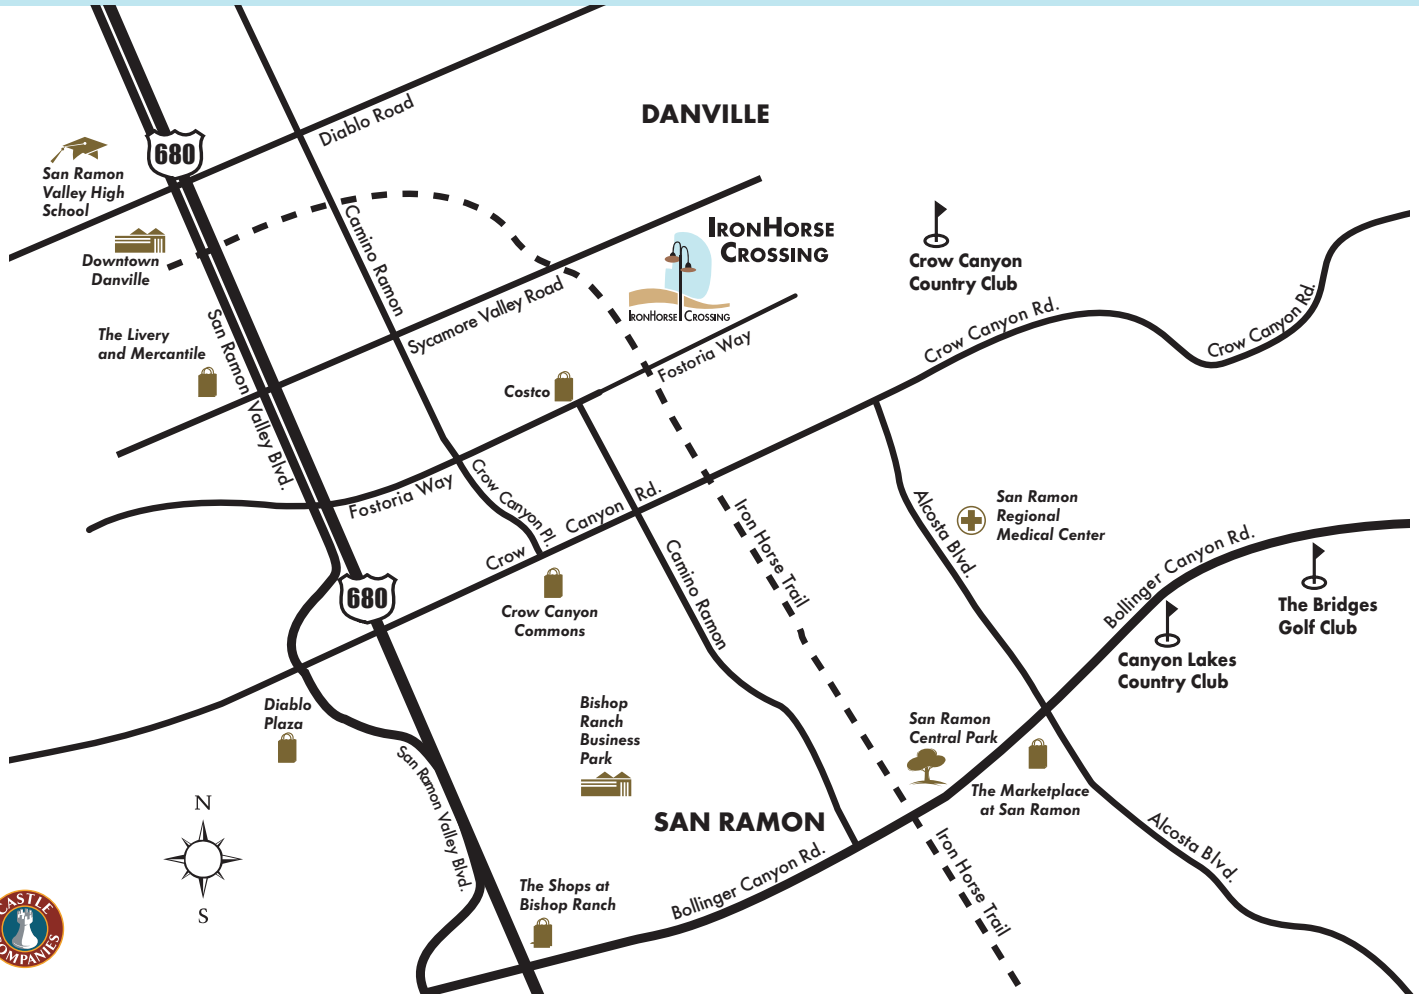 DANVILLE
Diablo Road
680
San Ramon
Valley High
School
Downtown
Danville
Camino Ramon
IRONHORSE
CROSSING
IRONHORSE CROSSING
Crow Canyon
Country Club
Crow Canyon Rd.
Crow Canyon Rd.
Sycamore Valley Road
San Ramon Valley Blvd.
The Livery
and Mercantile
Fostoria Way
Costco
Fostoria Way
Crow Canyon Pl.
Crow Canyon Rd.
Iron Horse Trail
Alcosta Blvd.
San Ramon
Regional
Medical Center
Bollinger Canyon Rd.
680
Crow Canyon
Commons
Camino Ramon
The Bridges
Golf Club
Canyon Lakes
Country Club
Diablo
Plaza
Bishop
Ranch
Business
Park
San Ramon
Central Park
San Ramon Valley Blvd.
The Marketplace
at San Ramon
SAN RAMON
N
S
Alcosta Blvd.
Iron Horse Trail
Bollinger Canyon Rd.
The Shops at
Bishop Ranch
CASTLE
COMPANIES